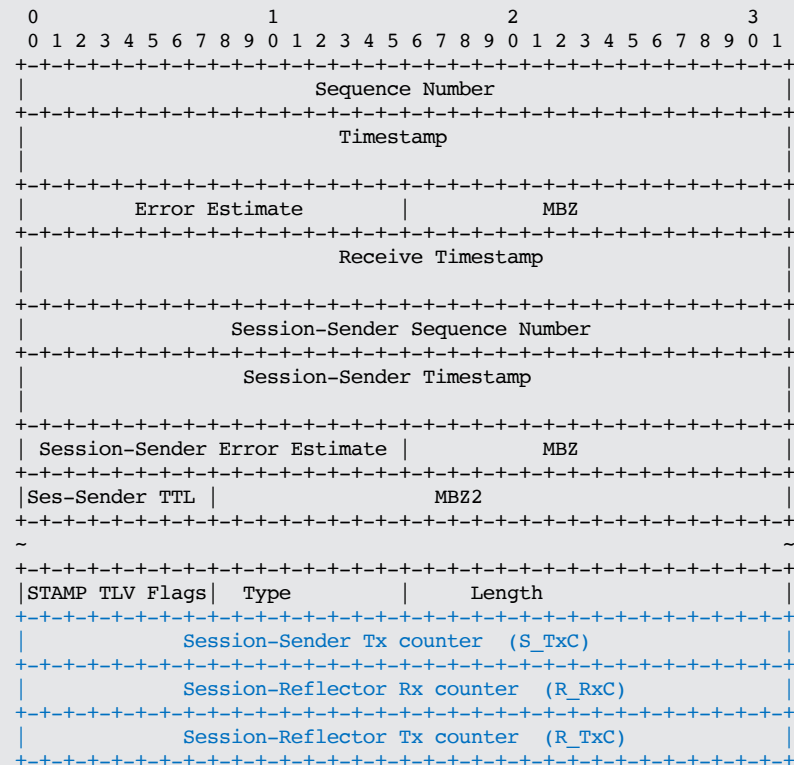 0                   1                   2                   3
 0 1 2 3 4 5 6 7 8 9 0 1 2 3 4 5 6 7 8 9 0 1 2 3 4 5 6 7 8 9 0 1
+-+-+-+-+-+-+-+-+-+-+-+-+-+-+-+-+-+-+-+-+-+-+-+-+-+-+-+-+-+-+-+-+
|                        Sequence Number                        |
+-+-+-+-+-+-+-+-+-+-+-+-+-+-+-+-+-+-+-+-+-+-+-+-+-+-+-+-+-+-+-+-+
|                          Timestamp                            |
|                                                               |
+-+-+-+-+-+-+-+-+-+-+-+-+-+-+-+-+-+-+-+-+-+-+-+-+-+-+-+-+-+-+-+-+
|         Error Estimate        |           MBZ                 |
+-+-+-+-+-+-+-+-+-+-+-+-+-+-+-+-+-+-+-+-+-+-+-+-+-+-+-+-+-+-+-+-+
|                          Receive Timestamp                    |
|                                                               |
+-+-+-+-+-+-+-+-+-+-+-+-+-+-+-+-+-+-+-+-+-+-+-+-+-+-+-+-+-+-+-+-+
|                 Session-Sender Sequence Number                |
+-+-+-+-+-+-+-+-+-+-+-+-+-+-+-+-+-+-+-+-+-+-+-+-+-+-+-+-+-+-+-+-+
|                  Session-Sender Timestamp                     |
|                                                               |
+-+-+-+-+-+-+-+-+-+-+-+-+-+-+-+-+-+-+-+-+-+-+-+-+-+-+-+-+-+-+-+-+
| Session-Sender Error Estimate |           MBZ                 |
+-+-+-+-+-+-+-+-+-+-+-+-+-+-+-+-+-+-+-+-+-+-+-+-+-+-+-+-+-+-+-+-+
|Ses-Sender TTL |                  MBZ2                         |
+-+-+-+-+-+-+-+-+-+-+-+-+-+-+-+-+-+-+-+-+-+-+-+-+-+-+-+-+-+-+-+-+
~                                                               ~
+-+-+-+-+-+-+-+-+-+-+-+-+-+-+-+-+-+-+-+-+-+-+-+-+-+-+-+-+-+-+-+-+
|STAMP TLV Flags|  Type         |     Length                    |
+-+-+-+-+-+-+-+-+-+-+-+-+-+-+-+-+-+-+-+-+-+-+-+-+-+-+-+-+-+-+-+-+
|             Session-Sender Tx counter  (S_TxC)                |
+-+-+-+-+-+-+-+-+-+-+-+-+-+-+-+-+-+-+-+-+-+-+-+-+-+-+-+-+-+-+-+-+
|             Session-Reflector Rx counter  (R_RxC)             |
+-+-+-+-+-+-+-+-+-+-+-+-+-+-+-+-+-+-+-+-+-+-+-+-+-+-+-+-+-+-+-+-+
|             Session-Reflector Tx counter  (R_TxC)             |
+-+-+-+-+-+-+-+-+-+-+-+-+-+-+-+-+-+-+-+-+-+-+-+-+-+-+-+-+-+-+-+-+